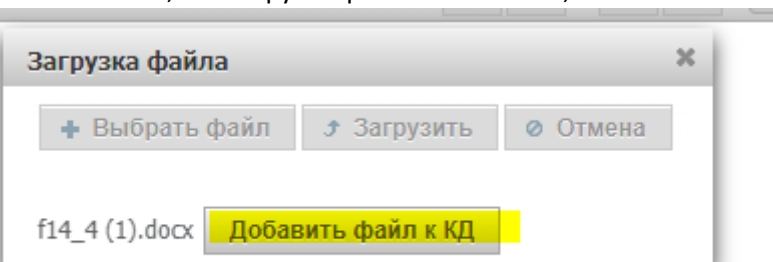 Загрузка файла
Выбрать файл Загрузить Отмена
f14_4 (1).docx Добавить файл к КД